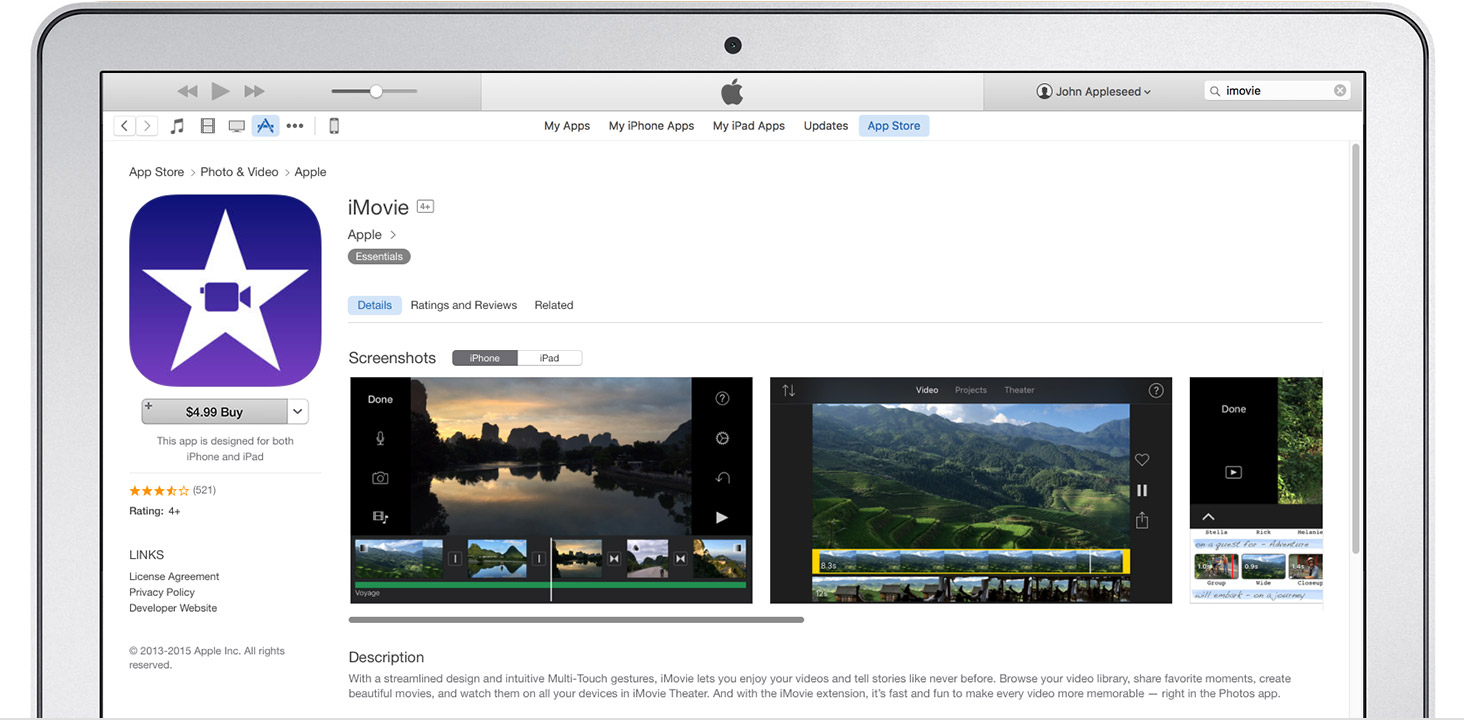 John Appleseed
imovie
My Apps My iPhone Apps My iPad Apps Updates App Store
App Store > Photo & Video > Apple
iMovie 4+
Apple >
Essentials
$4.99 Buy
This app is designed for both
iPhone and iPad
(521)
Rating: 4+
LINKS
License Agreement
Privacy Policy
Developer Website
© 2013-2015 Apple Inc. All rights
reserved.
Details Ratings and Reviews Related
Screenshots iPhone iPad
Done
Voyage
Video Projects Theater
8.3s
12s
Done
Stella Rick Melanie
on a quest for - Adventure
1.0s 0.9s 1.4s
Group Wide Closeup
will embark - on a journey
Description
With a streamlined design and intuitive Multi-Touch gestures, iMovie lets you enjoy your videos and tell stories like never before. Browse your video library, share favorite moments, create
beautiful movies, and watch them on all your devices in iMovie Theater. And with the iMovie extension, it's fast and fun to make every video more memorable — right in the Photos app.